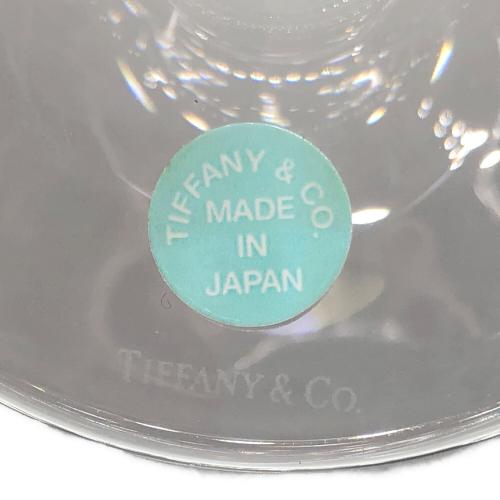 TIFFANY & CO.
MADE
IN
JAPAN
TIFFANY & CO.